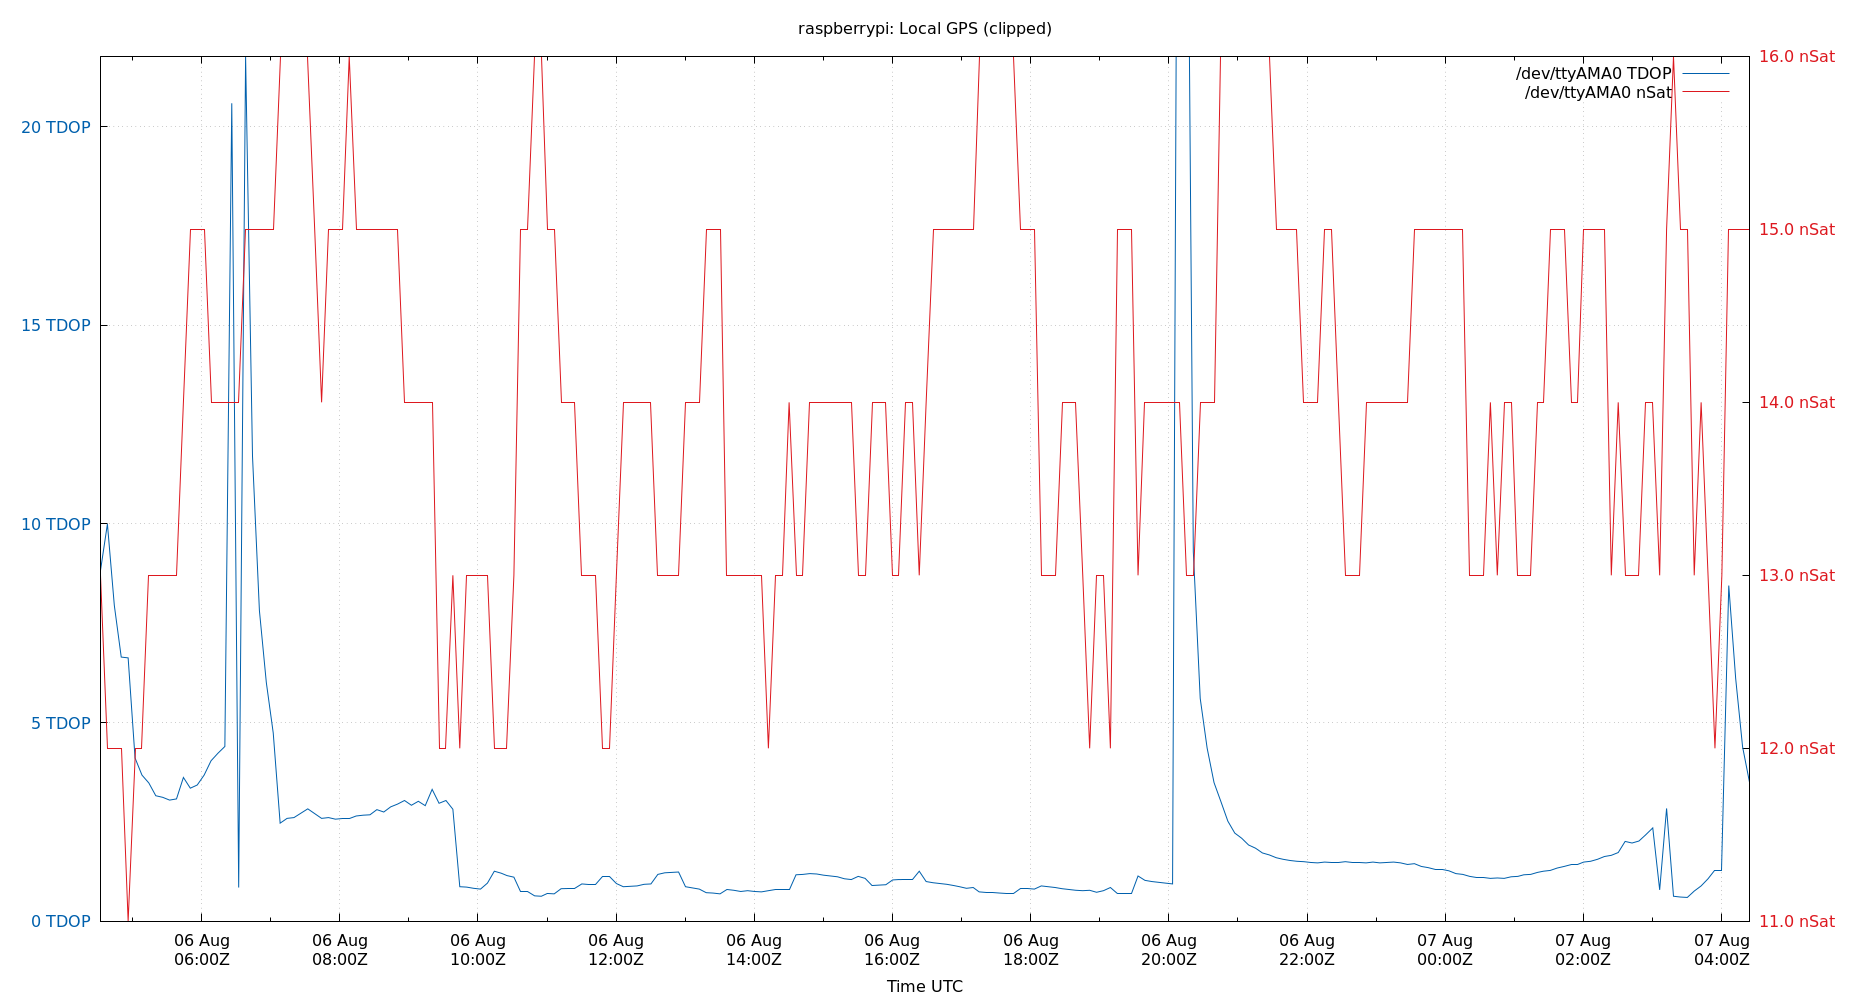 raspberrypi: Local GPS (clipped)
16.0 nSat
/dev/ttyAMA0 TDOP
/dev/ttyAMA0 nSat
20 TDOP
15.0 nSat
15 TDOP
14.0 nSat
10 TDOP
13.0 nSat
5 TDOP
12.0 nSat
0 TDOP
11.0 nSat
06 Aug 06 Aug 06 Aug 06 Aug 06 Aug 06 Aug 06 Aug 06 Aug 06 Aug 07 Aug 07 Aug 07 Aug
06:00Z 08:00Z 10:00Z 12:00Z 14:00Z 16:00Z 18:00Z 20:00Z 22:00Z 00:00Z 02:00Z 04:00Z
Time UTC